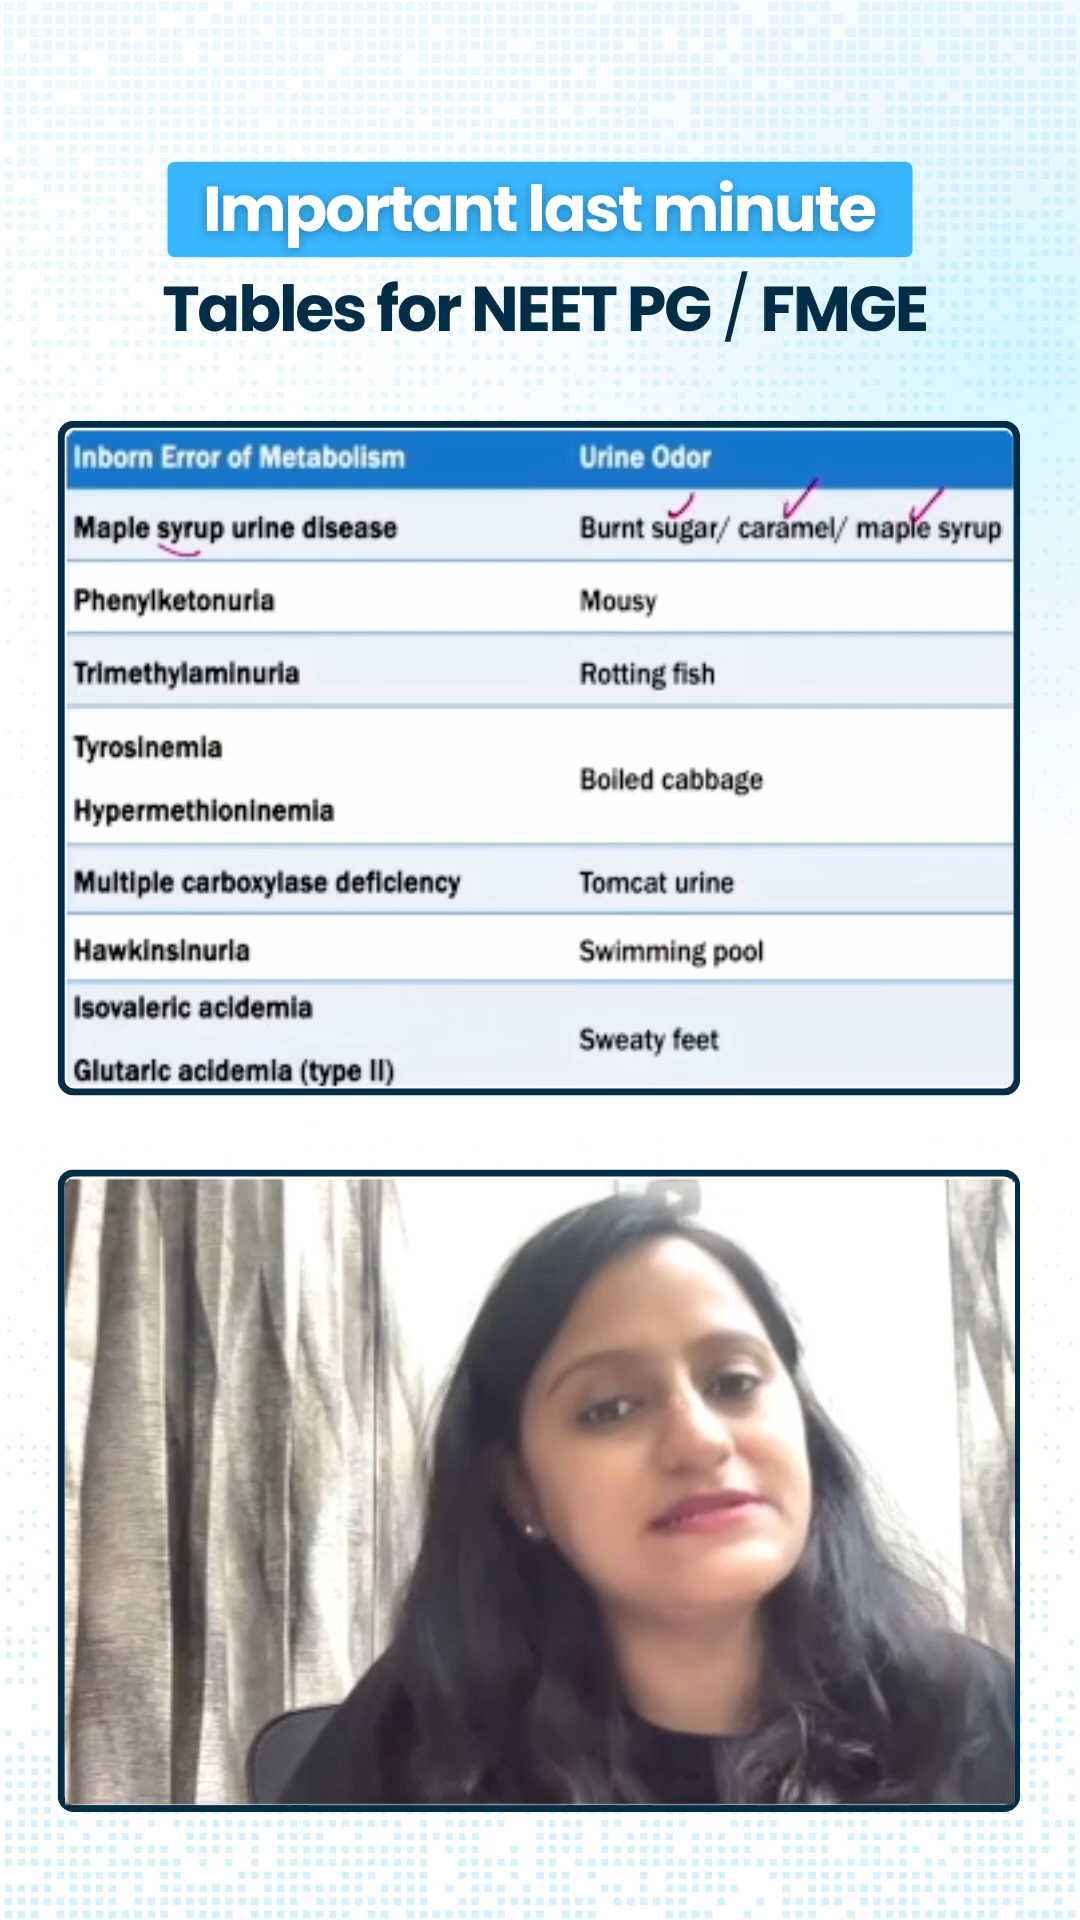 Important last minute
Tables for NEET PG / FMGE
Inborn Error of Metabolism Urine Odor
Maple syrup urine disease Burnt sugar/ caramel/ maple syrup
Phenylketonuria Mousy
Trimethylaminuria Rotting fish
Tyrosinemia
Boiled cabbage
Hypermethioninemia
Multiple carboxylase deficiency Tomcat urine
Hawkinsinuria Swimming pool
Isovaleric acidemia
Sweaty feet
Glutaric acidemia (type II)